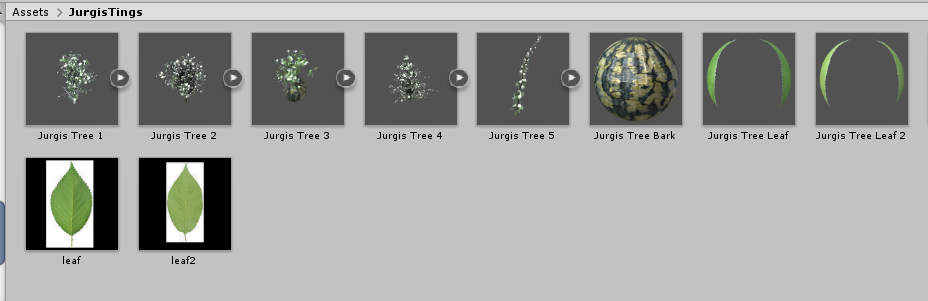 Assets > JurgisTings
Jurgis Tree 1 Jurgis Tree 2 Jurgis Tree 3 Jurgis Tree 4 Jurgis Tree 5 Jurgis Tree Bark Jurgis Tree Leaf Jurgis Tree Leaf 2
leaf leaf2